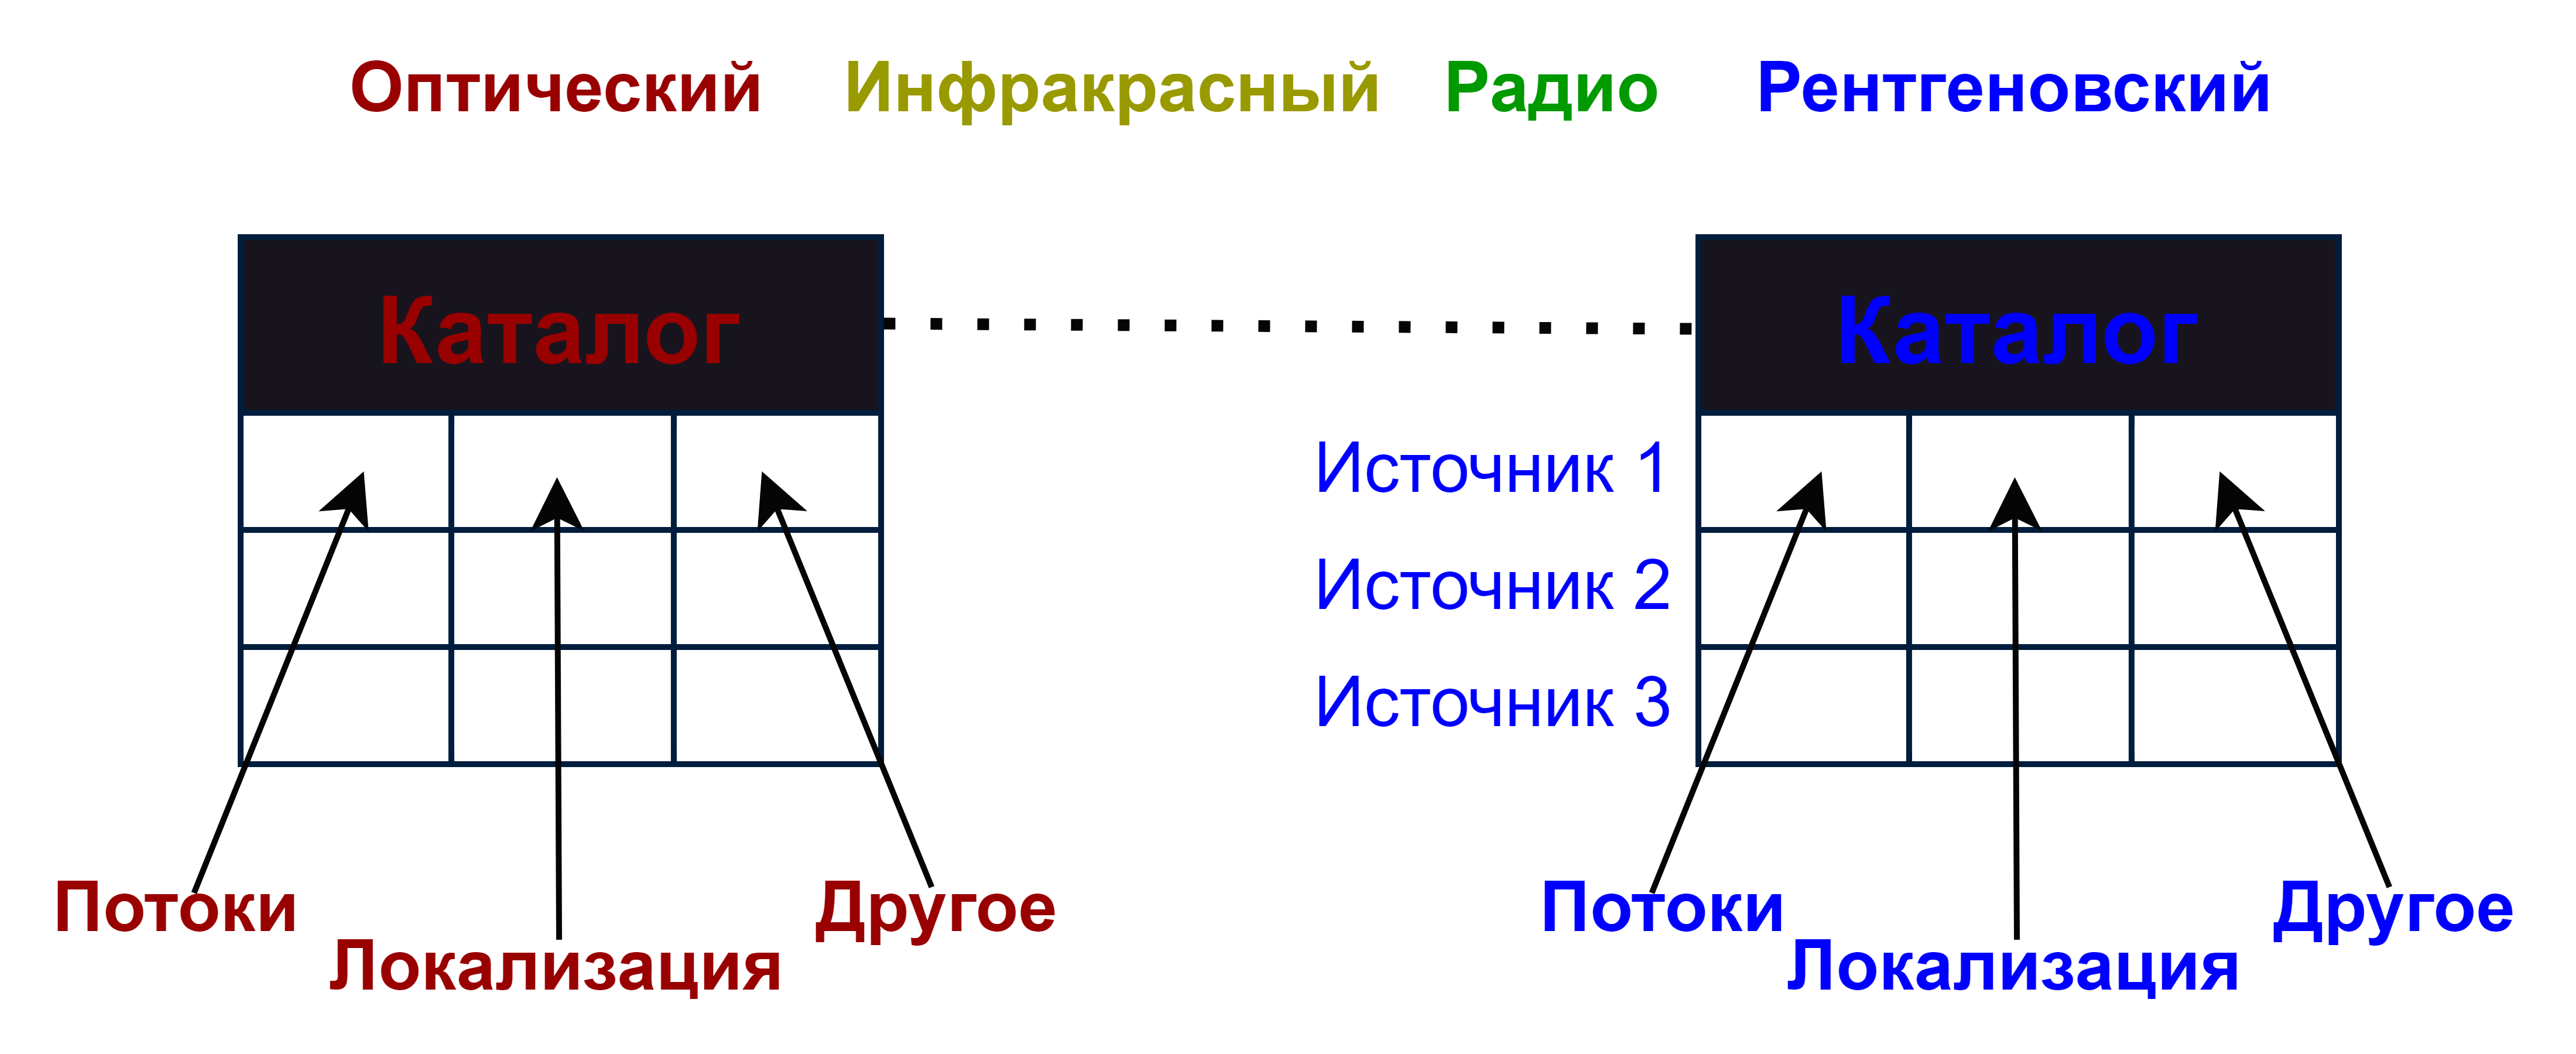 Оптический Инфракрасный Радио Рентгеновский
Каталог
Каталог
Источник 1
Источник 2
Источник 3
Потоки
Локализация
Другое
Потоки
Локализация
Другое